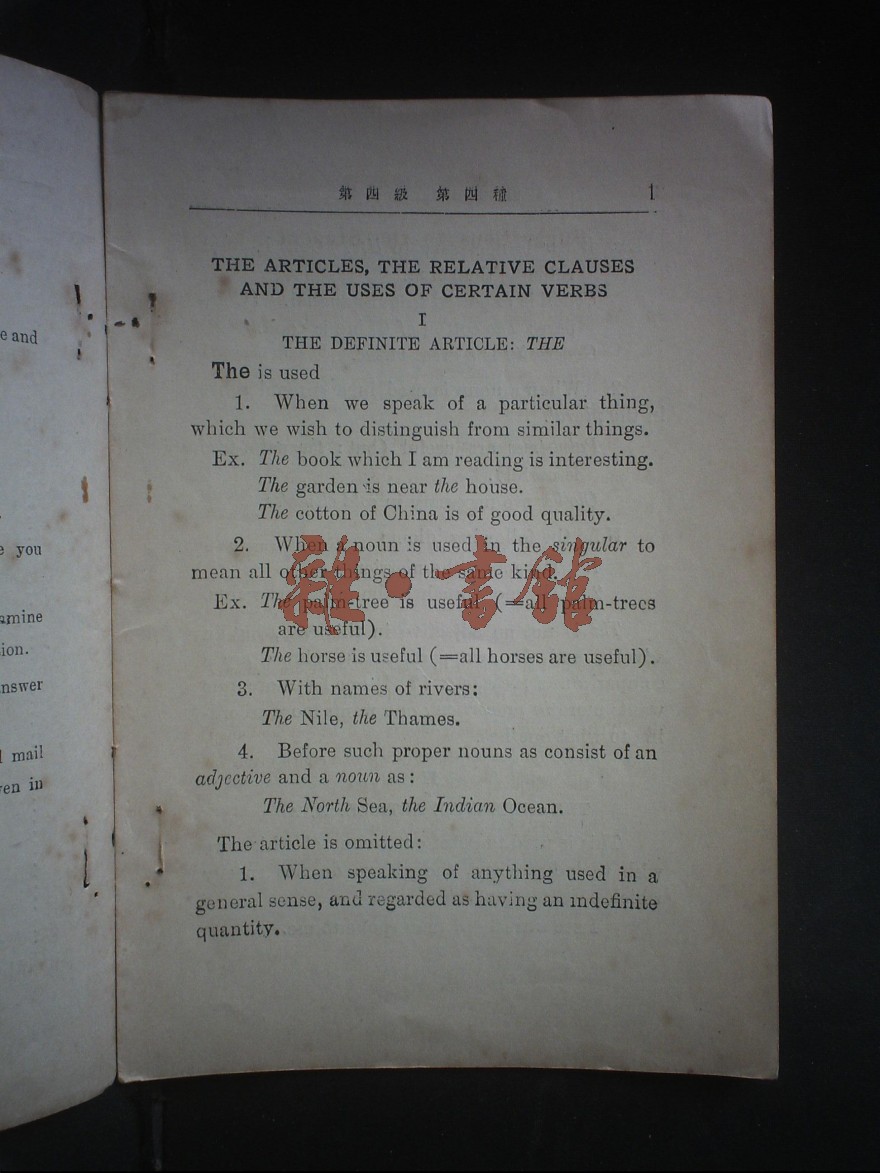 e and
you
amine
ion.
nswer
mail
en in
第四級 第四種 1
THE ARTICLES, THE RELATIVE CLAUSES
AND THE USES OF CERTAIN VERBS
I
THE DEFINITE ARTICLE: THE
The is used
1. When we speak of a particular thing,
which we wish to distinguish from similar things.
Ex. The book which I am reading is interesting.
The garden is near the house.
The cotton of China is of good quality.
2. When a noun is used in the singular to
mean all other things of the same kind.
Ex. The palm-tree is useful (=all palm-trees
are useful).
The horse is useful (=all horses are useful).
3. With names of rivers:
The Nile, the Thames.
4. Before such proper nouns as consist of an
adjective and a noun as:
The North Sea, the Indian Ocean.
The article is omitted:
1. When speaking of anything used in a
general sense, and regarded as having an indefinite
quantity.
雜·書館